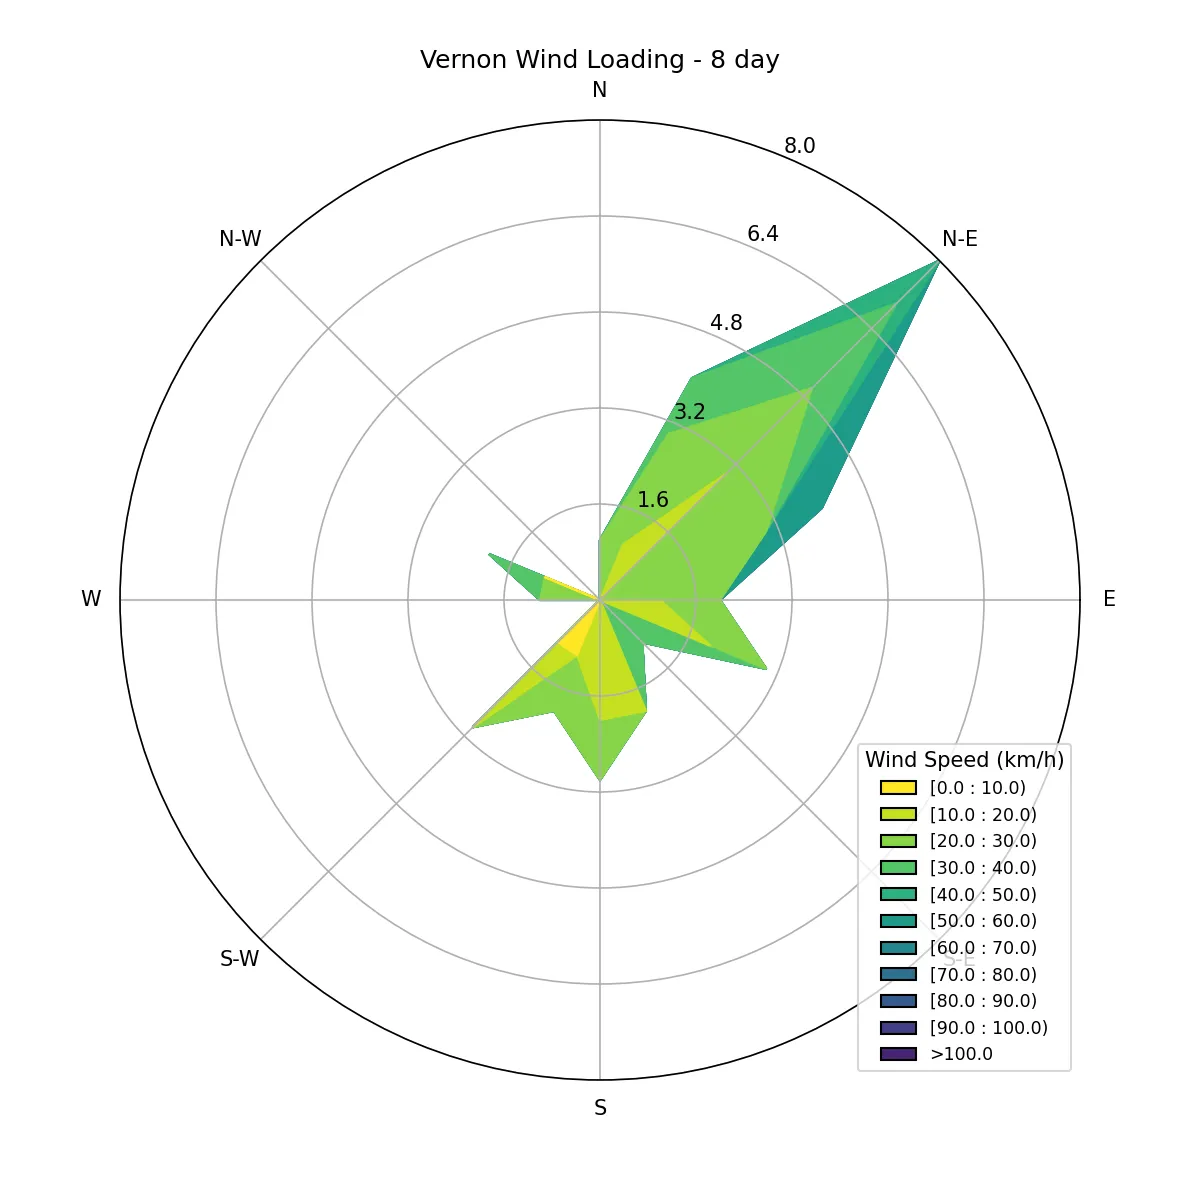 Vernon Wind Loading - 8 day
N
8.0
6.4
N-W
N-E
4.8
3.2
1.6
W
E
Wind Speed (km/h)
[0.0 : 10.0)
[10.0 : 20.0)
[20.0 : 30.0)
[30.0 : 40.0)
[40.0 : 50.0)
[50.0 : 60.0)
[60.0 : 70.0)
[70.0 : 80.0)
[80.0 : 90.0)
[90.0 : 100.0)
>100.0
S-W
S-E
S